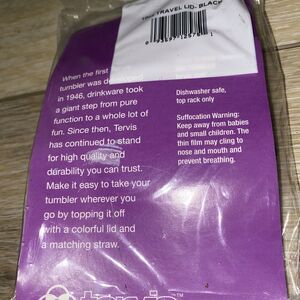 TRAVEL LID- BLACK
When the first
tumbler was developed
in 1946, drinkware took
a giant step from pure
function to a whole lot of
fun. Since then, Tervis
has continued to stand
for high quality and
durability you can trust.
Make it easy to take your
tumbler wherever you
go by topping it off
with a colorful lid and
a matching straw.
Dishwasher safe,
top rack only
Suffocation Warning:
Keep away from babies
and small children. The
thin film may cling to
nose and mouth and
prevent breathing.
tervis™